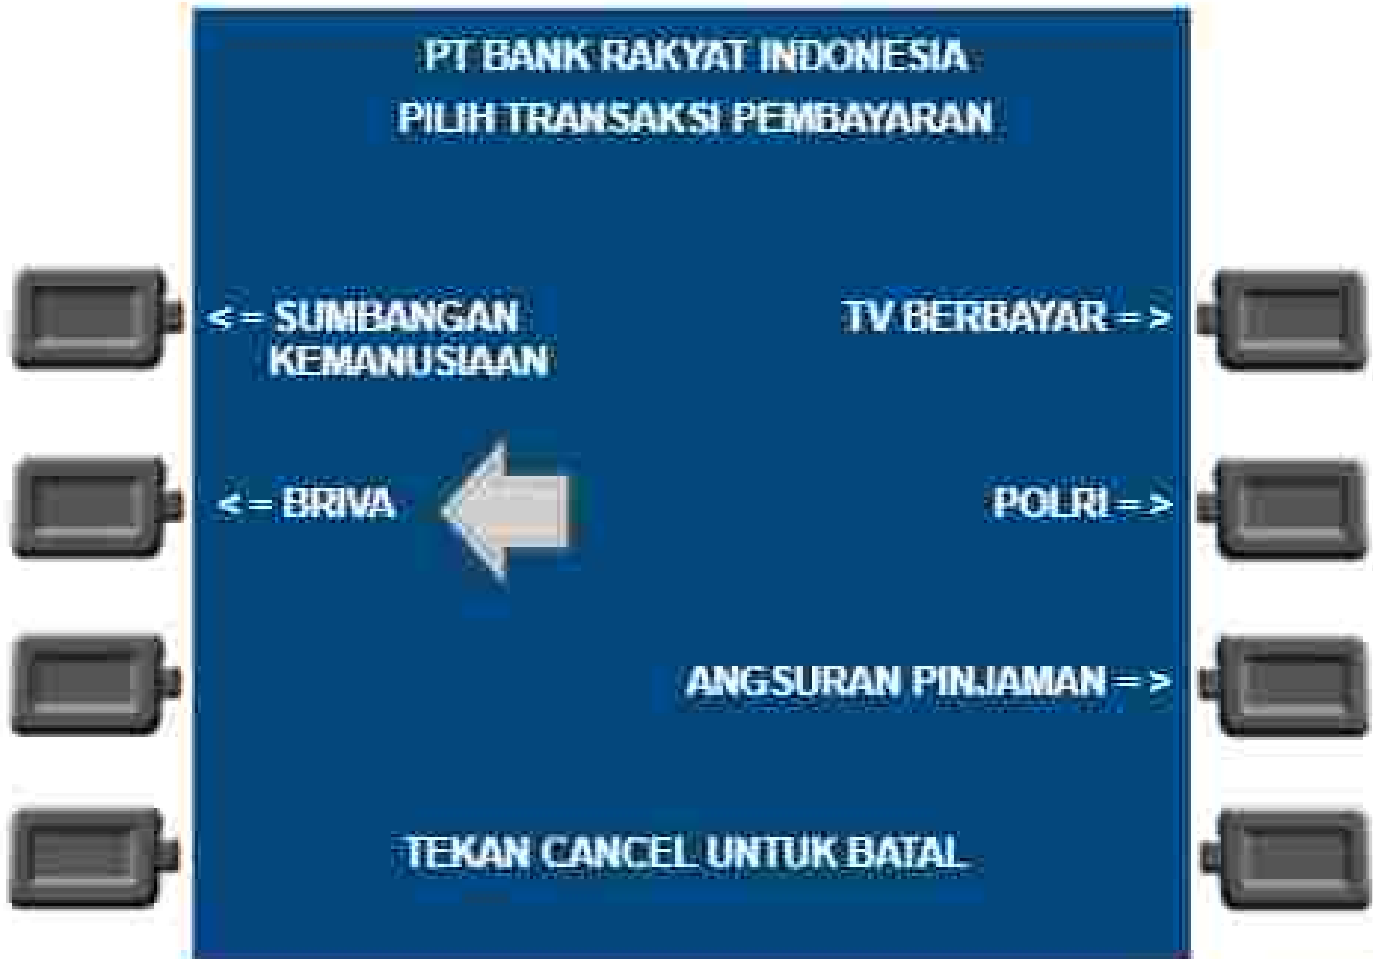 PT BANK RAKYAT INDONESIA
PILIH TRANSAKSI PEMBAYARAN
<= SUMBANGAN KEMANUSIAAN
TV BERBAYAR =>
<= BRIVA
POLRI =>
ANGSURAN PINJAMAN =>
TEKAN CANCEL UNTUK BATAL